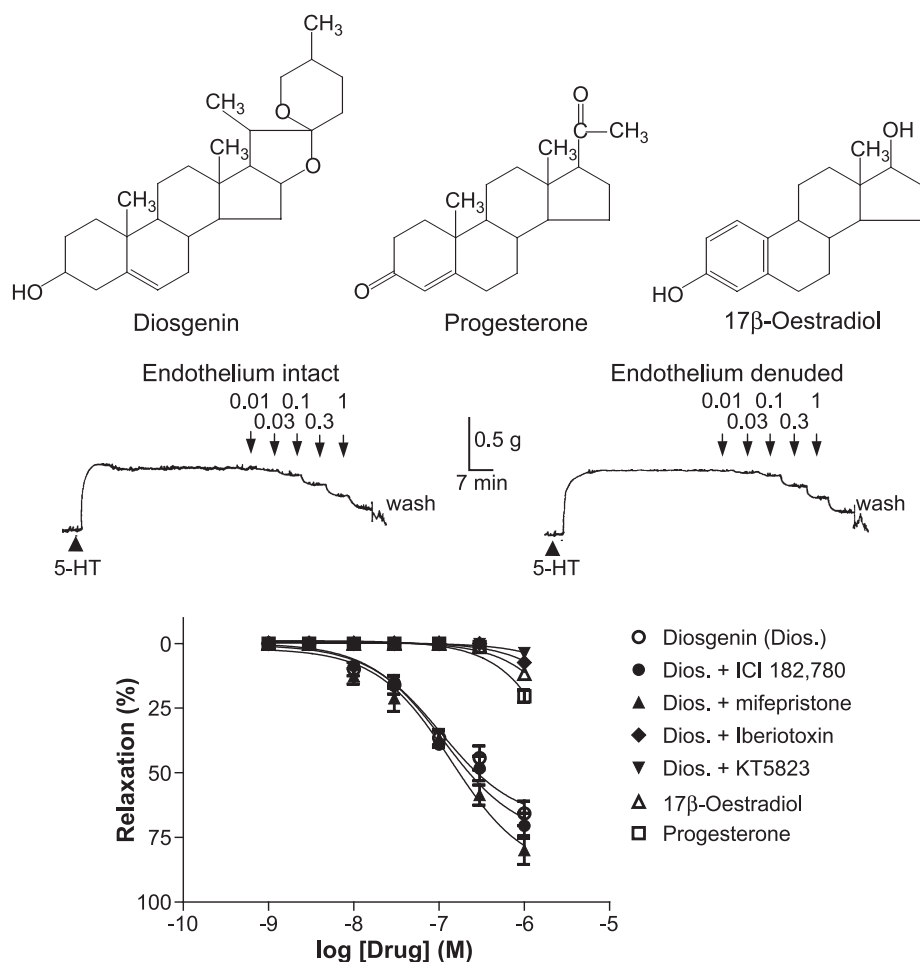 CH₃
O
CH₃
CH₃
O
CH₃
HO
Diosgenin
O
C
CH₃
CH₃
CH₃
O
Progesterone
OH
CH₃
HO
17β-Oestradiol
Endothelium intact
0.01 0.1 1
0.03 0.3
wash
5-HT
0.5 g
7 min
Endothelium denuded
0.01 0.1 1
0.03 0.3
wash
5-HT
Relaxation (%)
0
25
50
75
100
-10 -9 -8 -7 -6 -5
log [Drug] (M)
Diosgenin (Dios.)
Dios. + ICI 182,780
Dios. + mifepristone
Dios. + Iberiotoxin
Dios. + KT5823
17β-Oestradiol
Progesterone